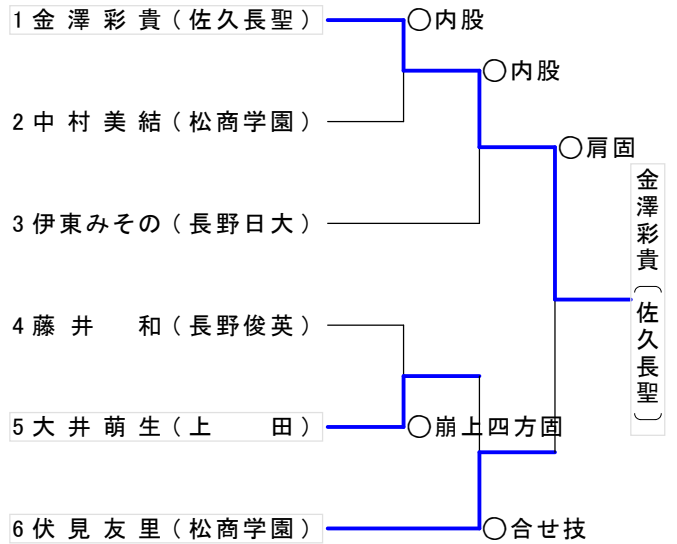 1 金澤彩貴(佐久長聖)
○内股
○内股
2 中村美結(松商学園)
○肩固
金澤彩貴(佐久長聖)
3 伊東みその(長野日大)
4 藤井 和(長野俊英)
5 大井萌生(上 田)
○崩上四方固
6 伏見友里(松商学園)
○合せ技